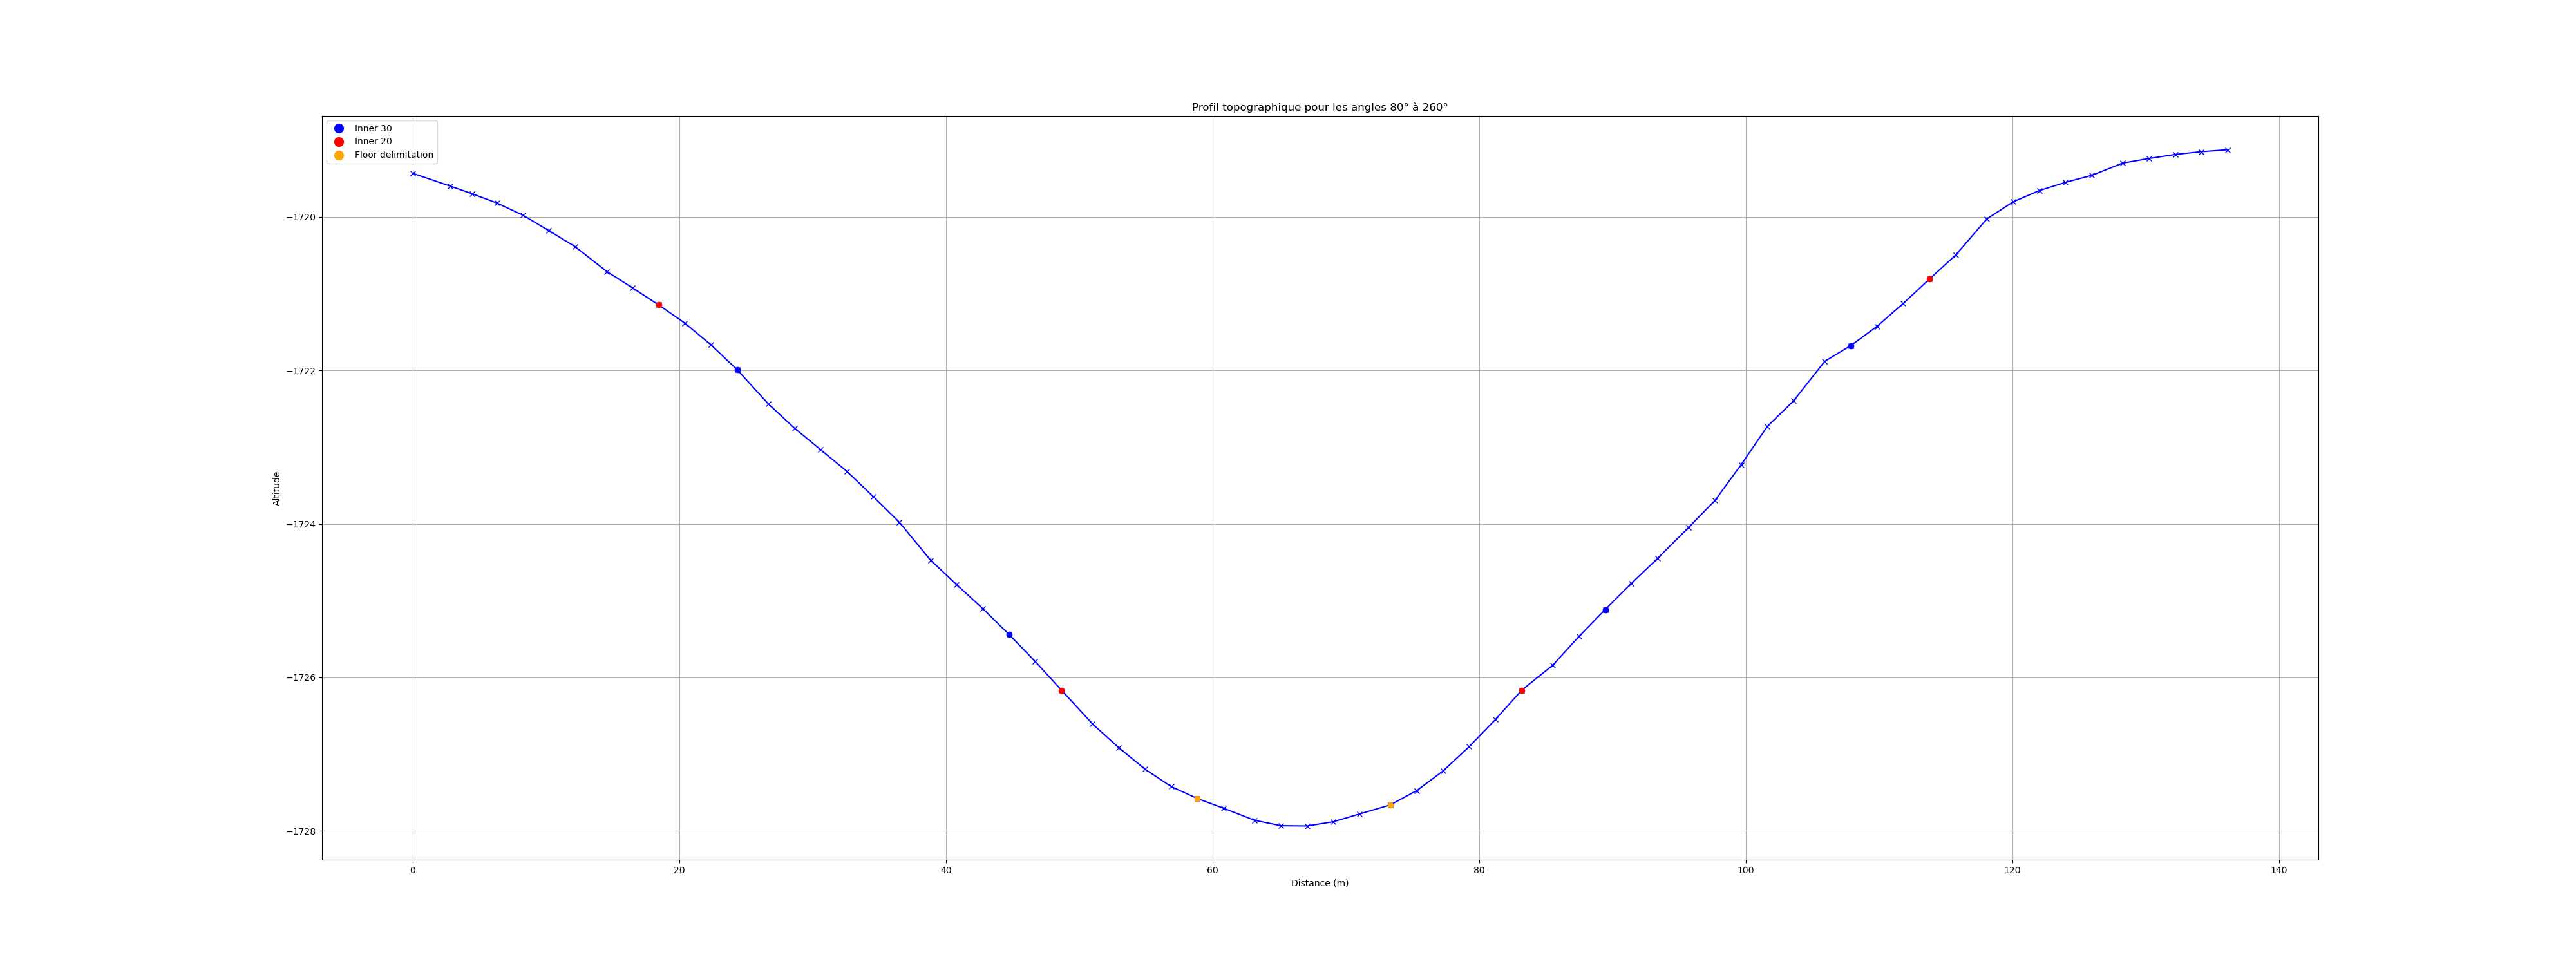 Profil topographique pour les angles 80° à 260°
Inner 30
Inner 20
Floor delimitation
Altitude
−1720
−1722
−1724
−1726
−1728
0
20
40
60
80
100
120
140
Distance (m)